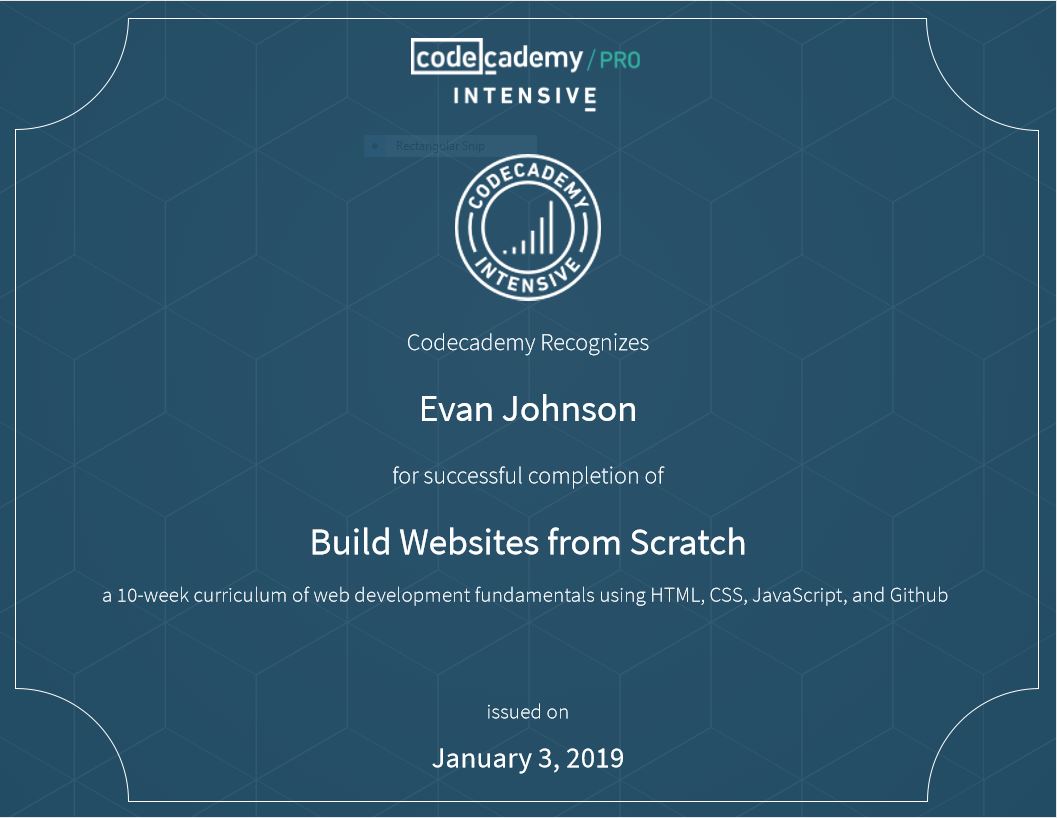 codecademy / PRO
INTENSIVE
Rectangular Snip
CODECADEMY
INTENSIVE
Codecademy Recognizes
Evan Johnson
for successful completion of
Build Websites from Scratch
a 10-week curriculum of web development fundamentals using HTML, CSS, JavaScript, and Github
issued on
January 3, 2019